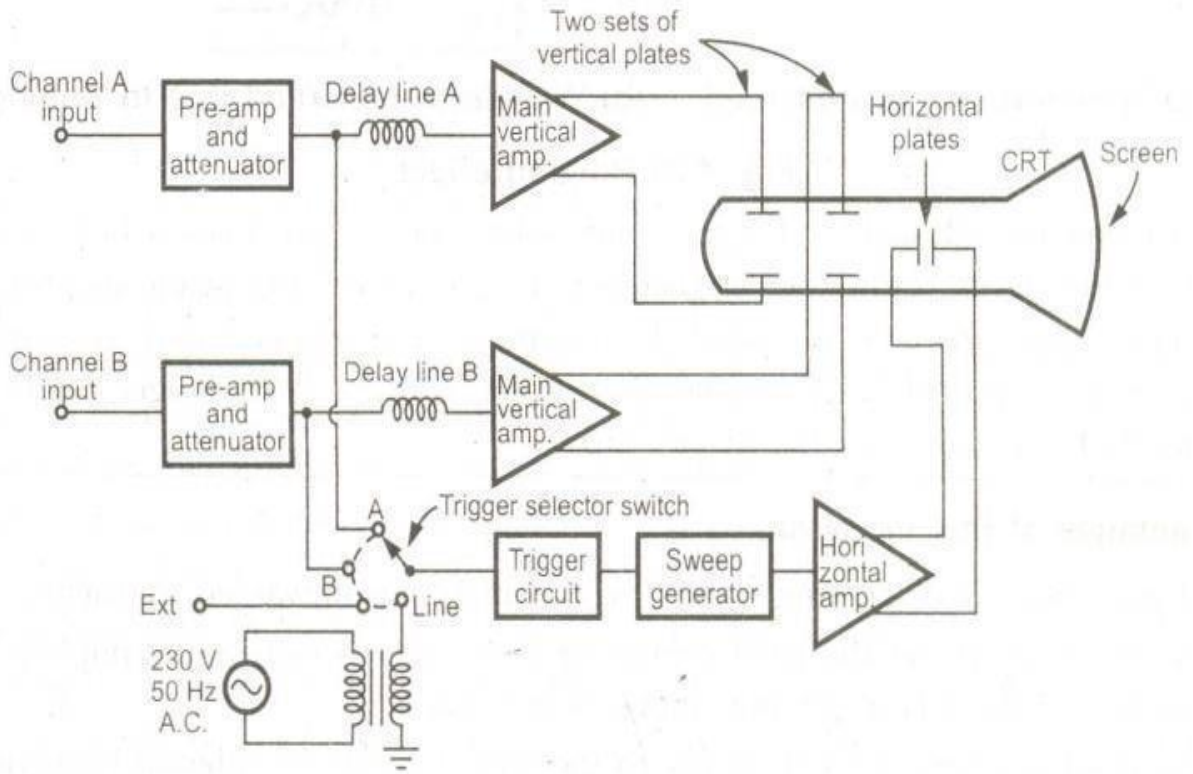 Two sets of
vertical plates
Channel A
input
Pre-amp
and
attenuator
Delay line A
Main
vertical
amp.
Horizontal
plates
CRT
Screen
Channel B
input
Pre-amp
and
attenuator
Delay line B
Main
vertical
amp.
A
Trigger selector switch
B
Ext
Line
Trigger
circuit
Sweep
generator
Hori
zontal
amp.
230 V
50 Hz
A.C.